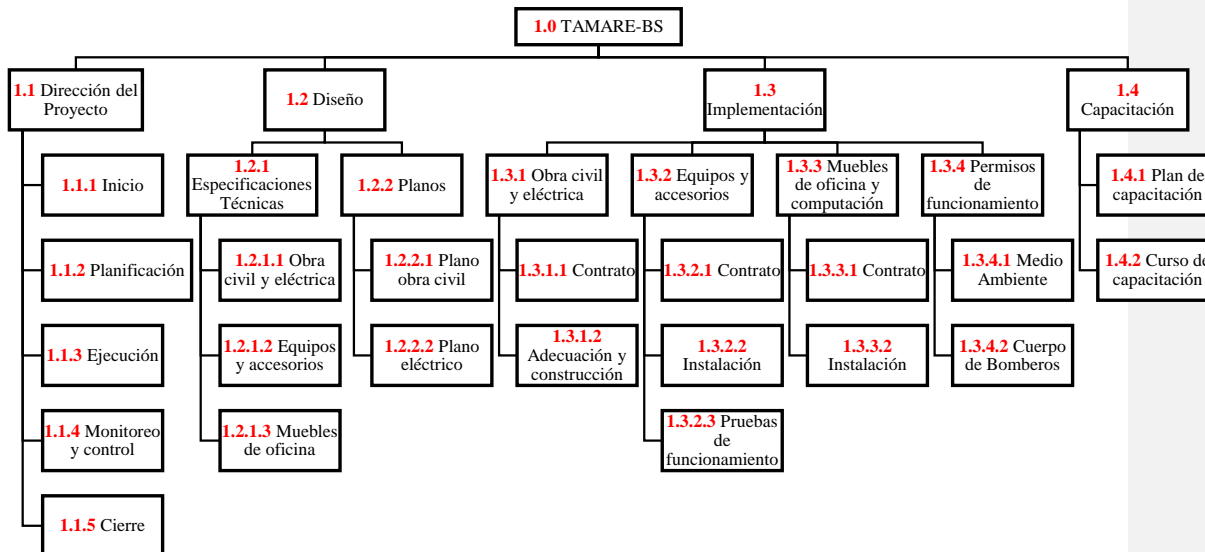 1.0 TAMARE-BS
1.1 Dirección del
Proyecto
1.2 Diseño
1.3
Implementación
1.4
Capacitación
1.1.1 Inicio
1.1.2 Planificación
1.1.3 Ejecución
1.1.4 Monitoreo
y control
1.1.5 Cierre
1.2.1
Especificaciones
Técnicas
1.2.1.1 Obra
civil y eléctrica
1.2.1.2 Equipos
y accesorios
1.2.1.3 Muebles
de oficina
1.2.2 Planos
1.2.2.1 Plano
obra civil
1.2.2.2 Plano
eléctrico
1.3.1 Obra civil
y eléctrica
1.3.1.1 Contrato
1.3.1.2
Adecuación y
construcción
1.3.2 Equipos y
accesorios
1.3.2.1 Contrato
1.3.2.2
Instalación
1.3.2.3 Pruebas
de
funcionamiento
1.3.3 Muebles
de oficina y
computación
1.3.3.1 Contrato
1.3.3.2
Instalación
1.3.4 Permisos
de
funcionamiento
1.3.4.1 Medio
Ambiente
1.3.4.2 Cuerpo
de Bomberos
1.4.1 Plan de
capacitación
1.4.2 Curso de
capacitación